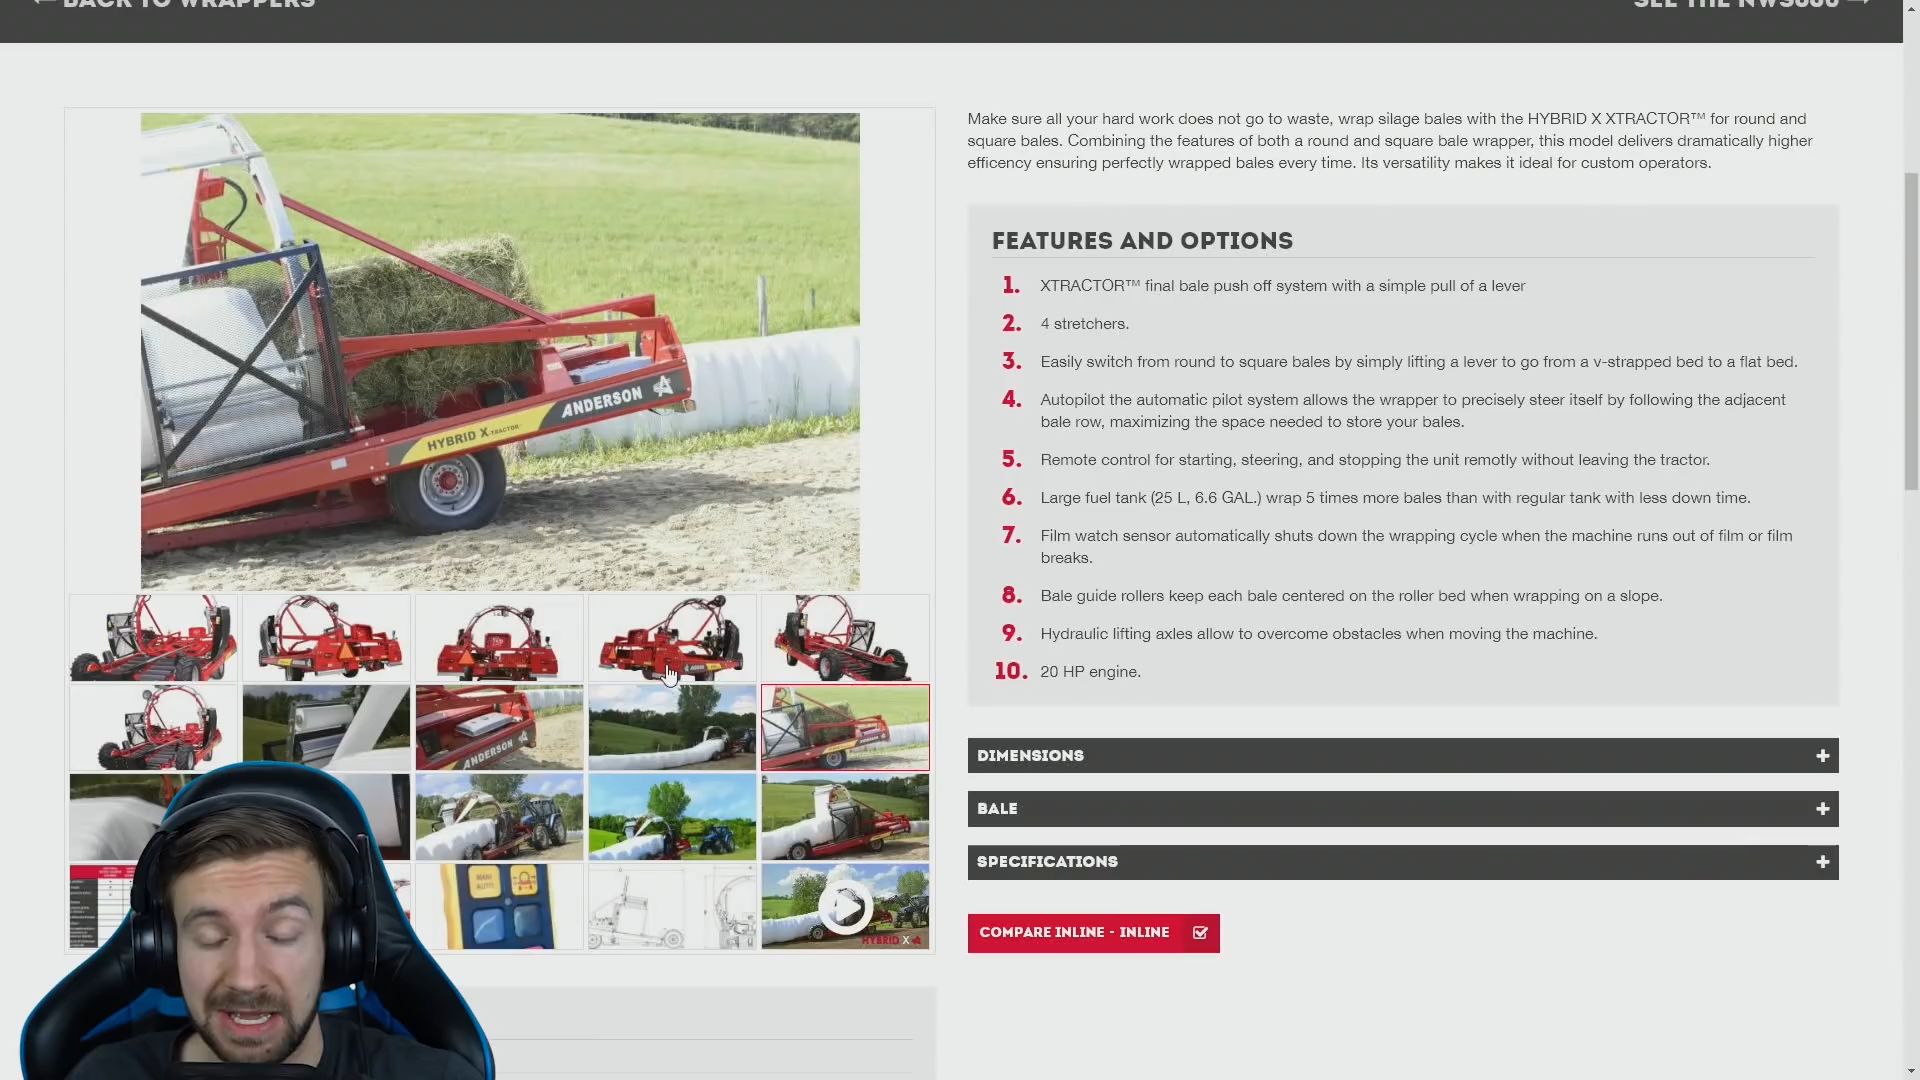 ← BACK TO WRAPPERS
SEE THE NWS660 →
Make sure all your hard work does not go to waste, wrap silage bales with the HYBRID X XTRACTOR™ for round and
square bales. Combining the features of both a round and square bale wrapper, this model delivers dramatically higher
efficency ensuring perfectly wrapped bales every time. Its versatility makes it ideal for custom operators.
FEATURES AND OPTIONS
1. XTRACTOR™ final bale push off system with a simple pull of a lever
2. 4 stretchers.
3. Easily switch from round to square bales by simply lifting a lever to go from a v-strapped bed to a flat bed.
4. Autopilot the automatic pilot system allows the wrapper to precisely steer itself by following the adjacent
bale row, maximizing the space needed to store your bales.
5. Remote control for starting, steering, and stopping the unit remotly without leaving the tractor.
6. Large fuel tank (25 L, 6.6 GAL.) wrap 5 times more bales than with regular tank with less down time.
7. Film watch sensor automatically shuts down the wrapping cycle when the machine runs out of film or film
breaks.
8. Bale guide rollers keep each bale centered on the roller bed when wrapping on a slope.
9. Hydraulic lifting axles allow to overcome obstacles when moving the machine.
10. 20 HP engine.
DIMENSIONS +
BALE +
SPECIFICATIONS +
COMPARE INLINE - INLINE
HYBRID X-TRACTOR
ANDERSON
ANDERSON
HYBRID X